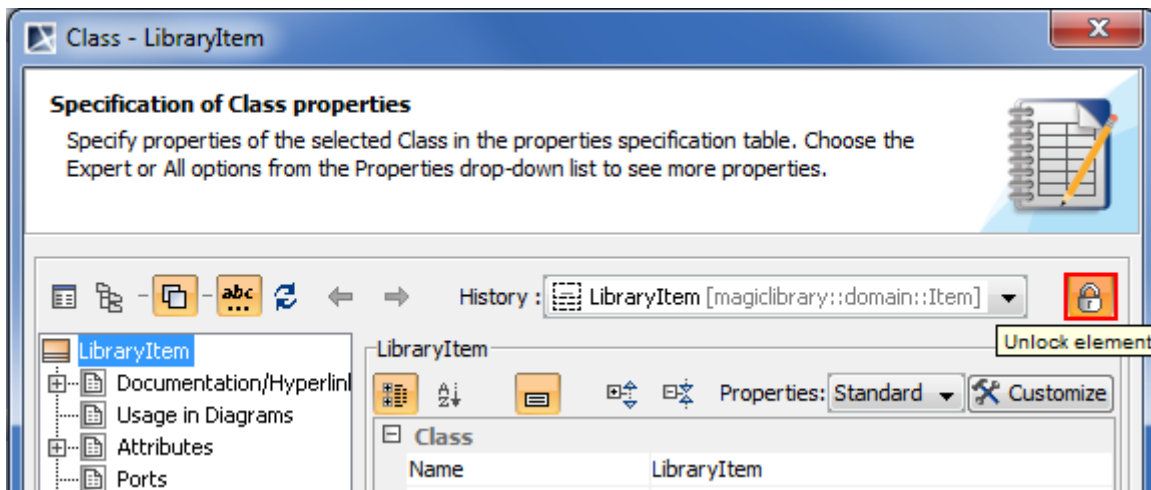 Class - LibraryItem
Specification of Class properties
Specify properties of the selected Class in the properties specification table. Choose the
Expert or All options from the Properties drop-down list to see more properties.
abc
History : LibraryItem [magiclibrary::domain::Item]
Unlock element
LibraryItem
Documentation/Hyperlinl
Usage in Diagrams
Attributes
Ports
LibraryItem
A
Z
Properties: Standard Customize
Class
Name LibraryItem